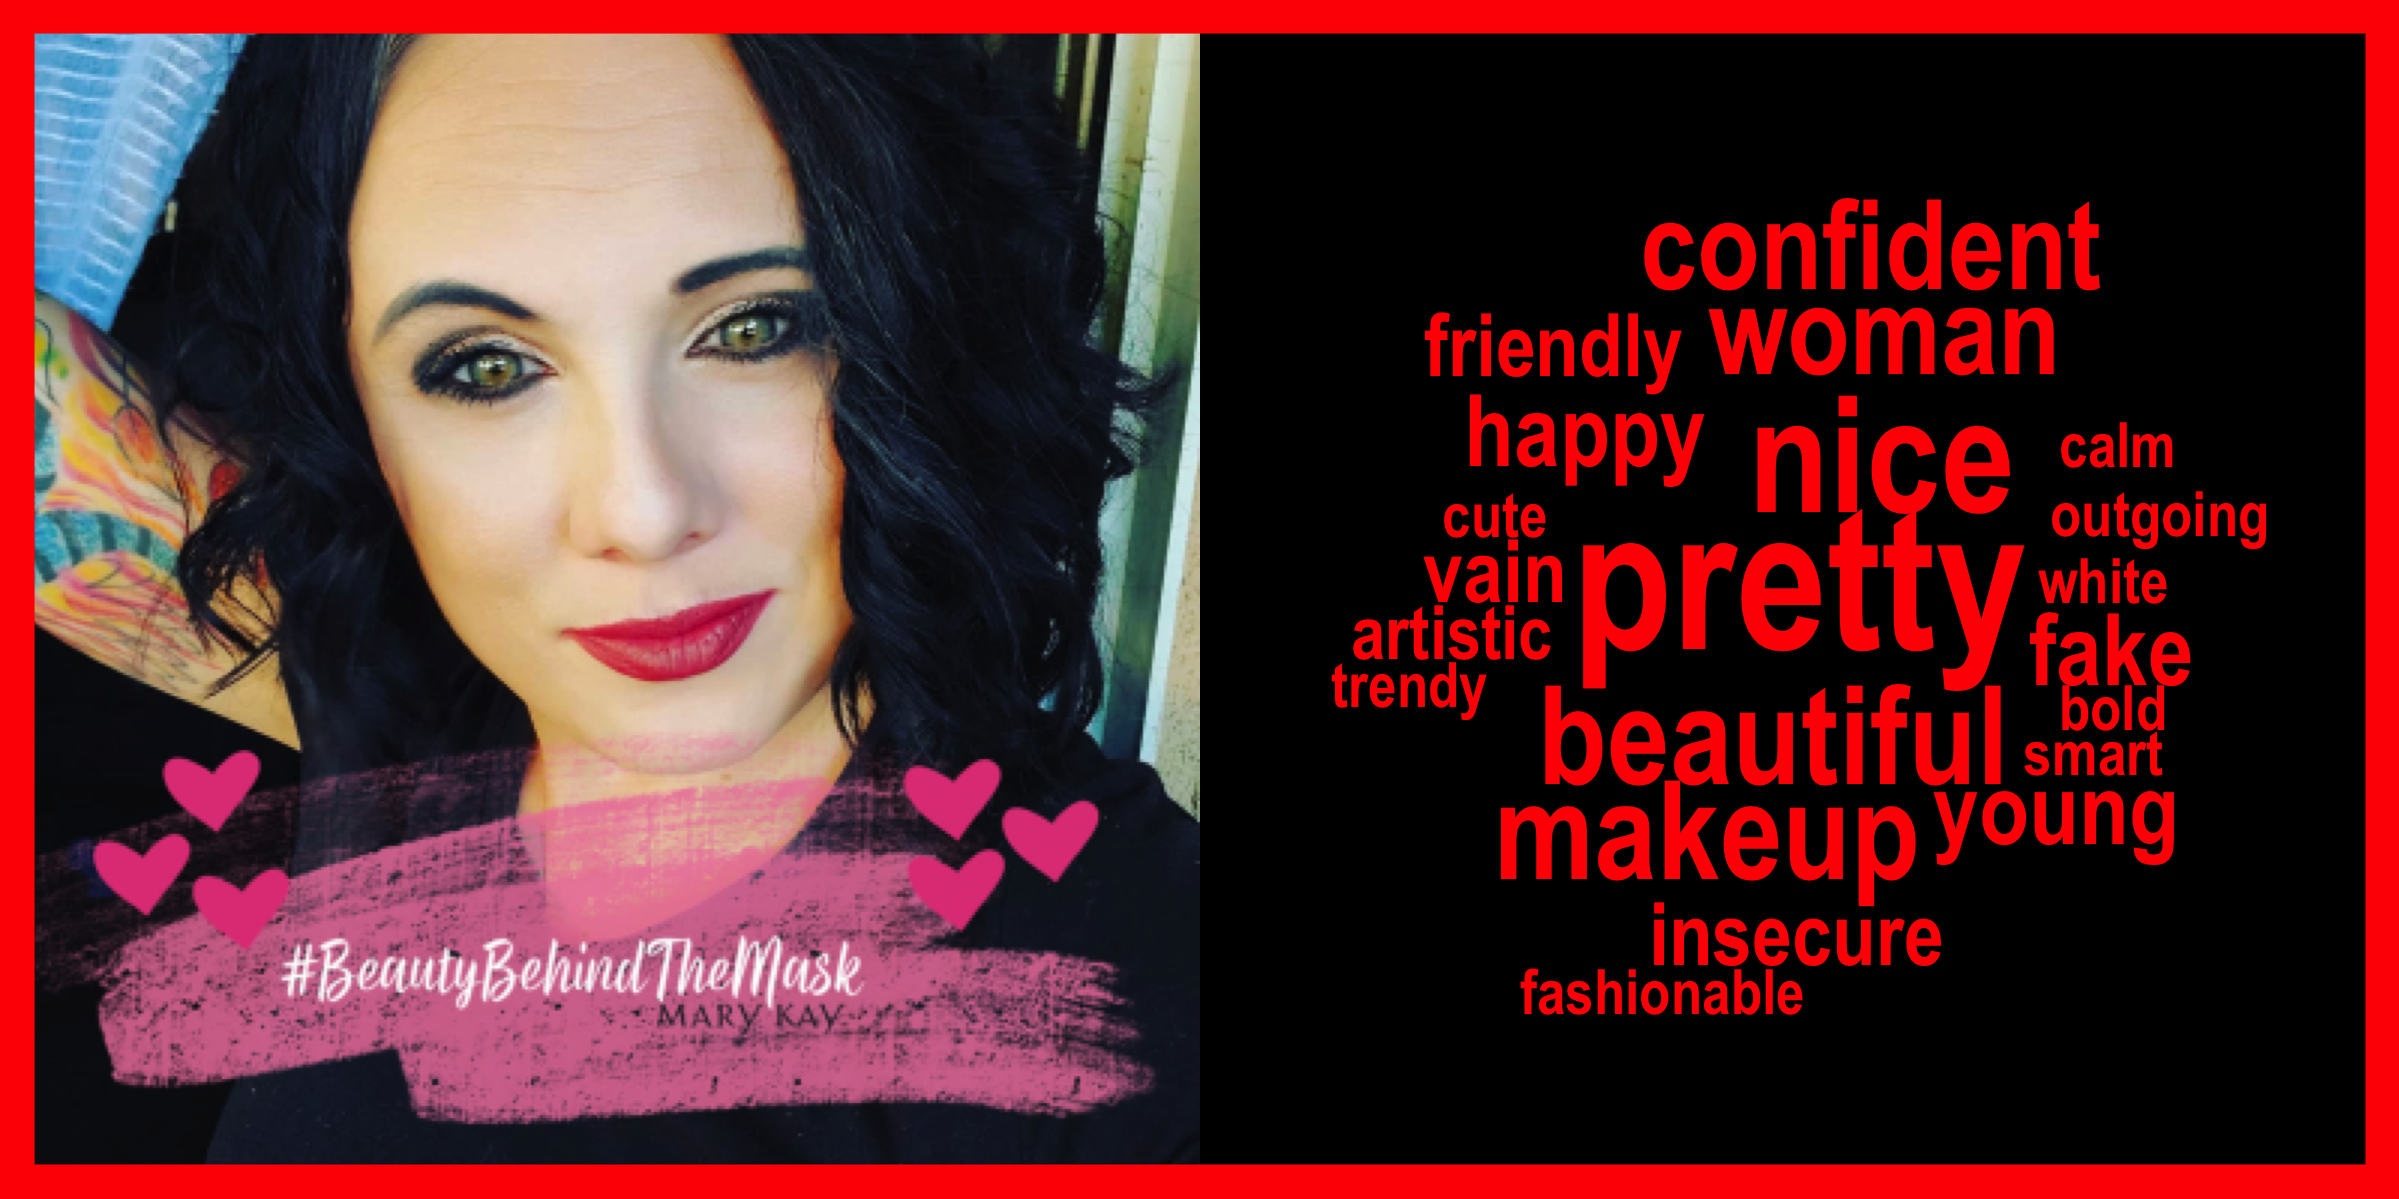 #BeautyBehindTheMask
MARY KAY
confident
friendly woman
happy nice calm
cute outgoing
vain pretty white
artistic fake
trendy bold
beautiful smart
makeup young
insecure
fashionable